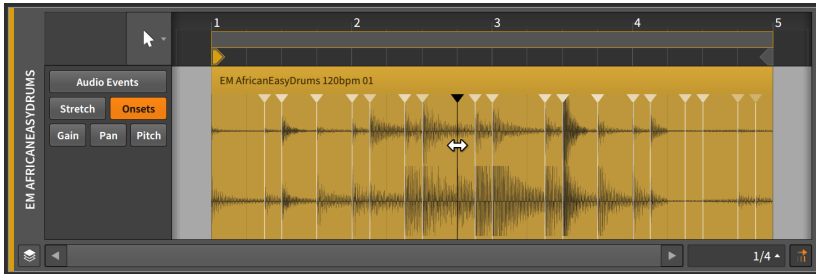 1 2 3 4 5
EM AFRICANEASYDRUMS
Audio Events
Stretch Onsets
Gain Pan Pitch
EM AfricanEasyDrums 120bpm 01
1/4